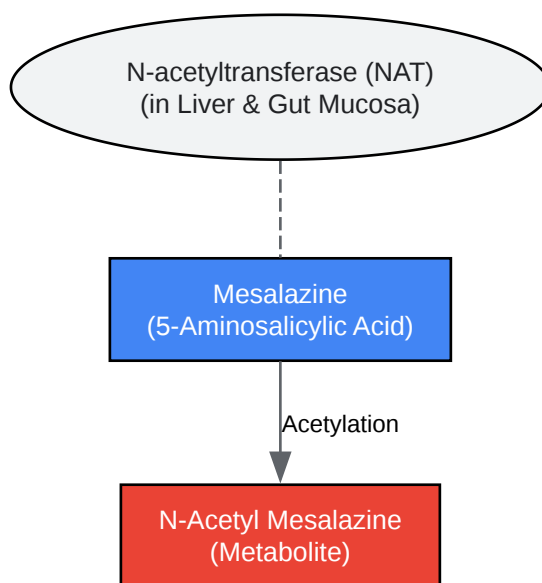 N-acetyltransferase (NAT)
(in Liver & Gut Mucosa)
Mesalazine
(5-Aminosalicylic Acid)
Acetylation
N-Acetyl Mesalazine
(Metabolite)